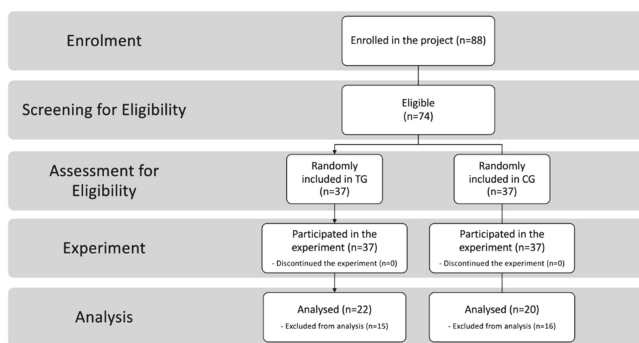 Enrolment
Enrolled in the project (n=88)
Screening for Eligibility
Eligible
(n=74)
Assessment for
Eligibility
Randomly
included in TG
(n=37)
Randomly
included in CG
(n=37)
Experiment
Participated in the
experiment (n=37)
- Discontinued the experiment (n=0)
Participated in the
experiment (n=37)
- Discontinued the experiment (n=0)
Analysis
Analysed (n=22)
- Excluded from analysis (n=15)
Analysed (n=20)
- Excluded from analysis (n=16)